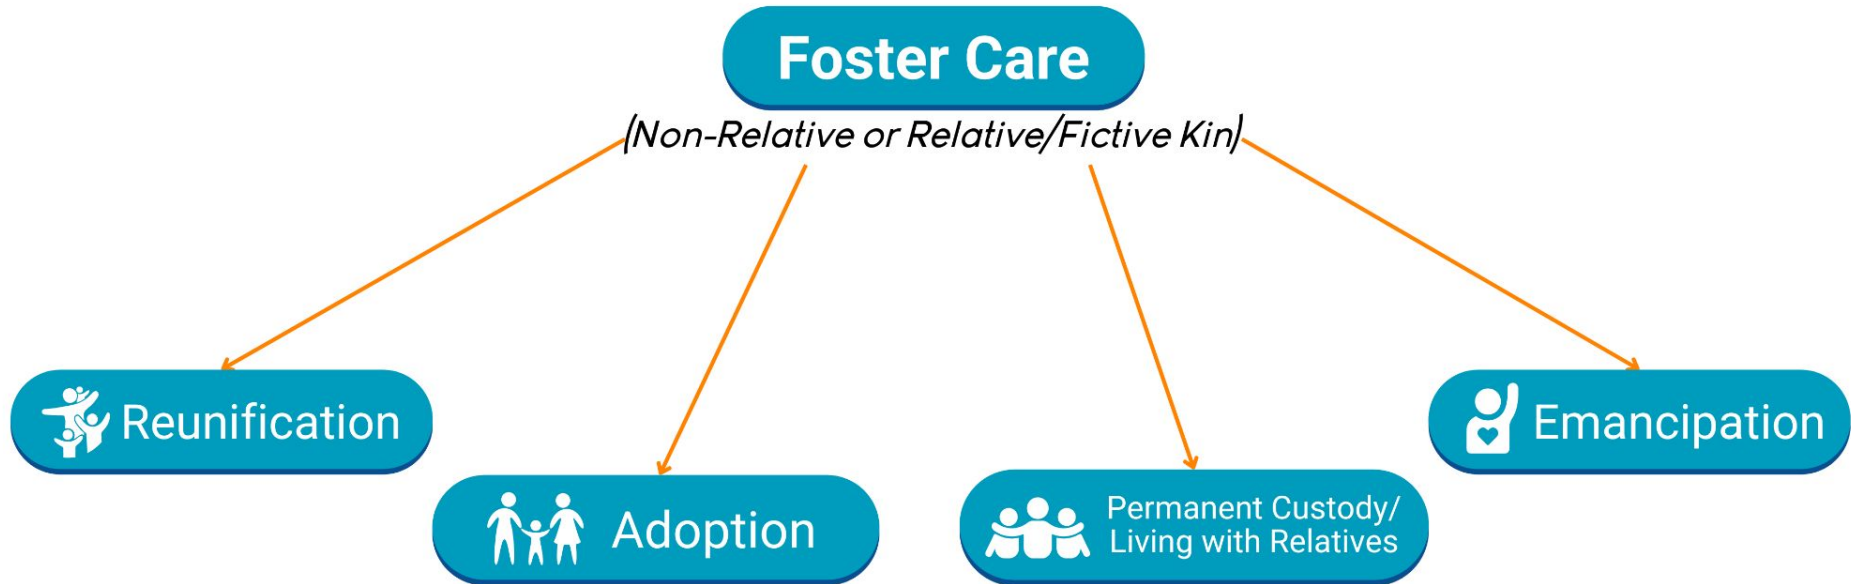 Foster Care
(Non-Relative or Relative/Fictive Kin)
Reunification
Emancipation
Adoption
Permanent Custody/
Living with Relatives